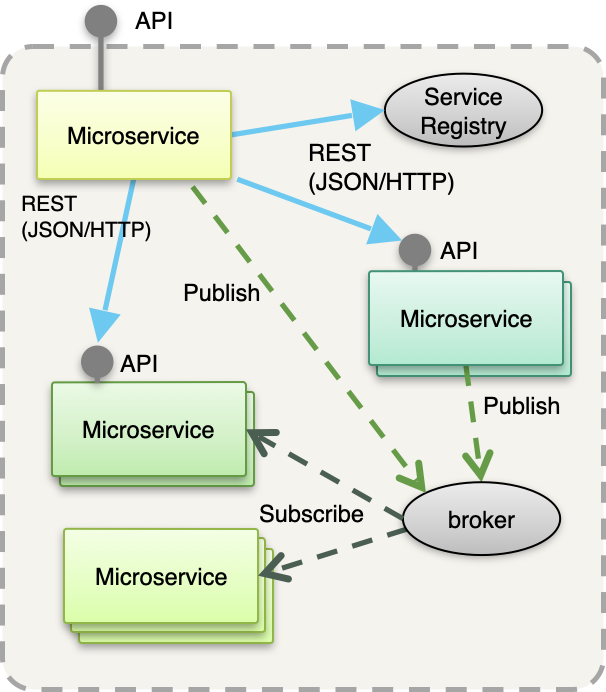 API
Microservice
Service
Registry
REST
(JSON/HTTP)
REST
(JSON/HTTP)
API
Publish
Microservice
API
Publish
Microservice
Subscribe
broker
Microservice